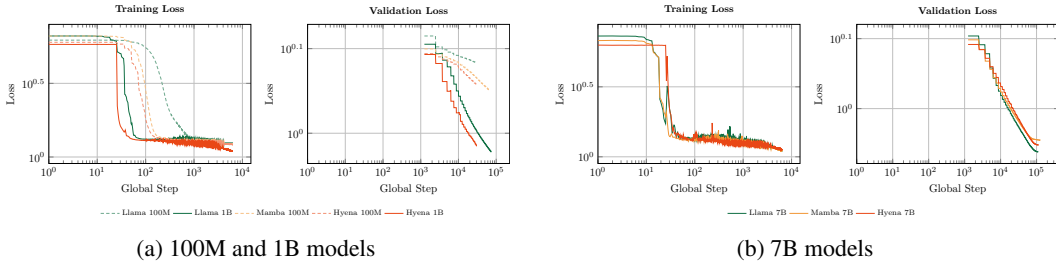 Training Loss
Validation Loss
Training Loss
Validation Loss
10^0.5
10^0
Loss
10^0 10^1 10^2 10^3 10^4
Global Step
10^0.1
10^0
Loss
10^0 10^1 10^2 10^3 10^4 10^5
Global Step
10^0.5
10^0
Loss
10^0 10^1 10^2 10^3 10^4
Global Step
10^0.1
10^0
Loss
10^0 10^1 10^2 10^3 10^4 10^5
Global Step
Llama 100M Llama 1B Mamba 100M Hyena 100M Hyena 1B
Llama 7B Mamba 7B Hyena 7B
(a) 100M and 1B models
(b) 7B models